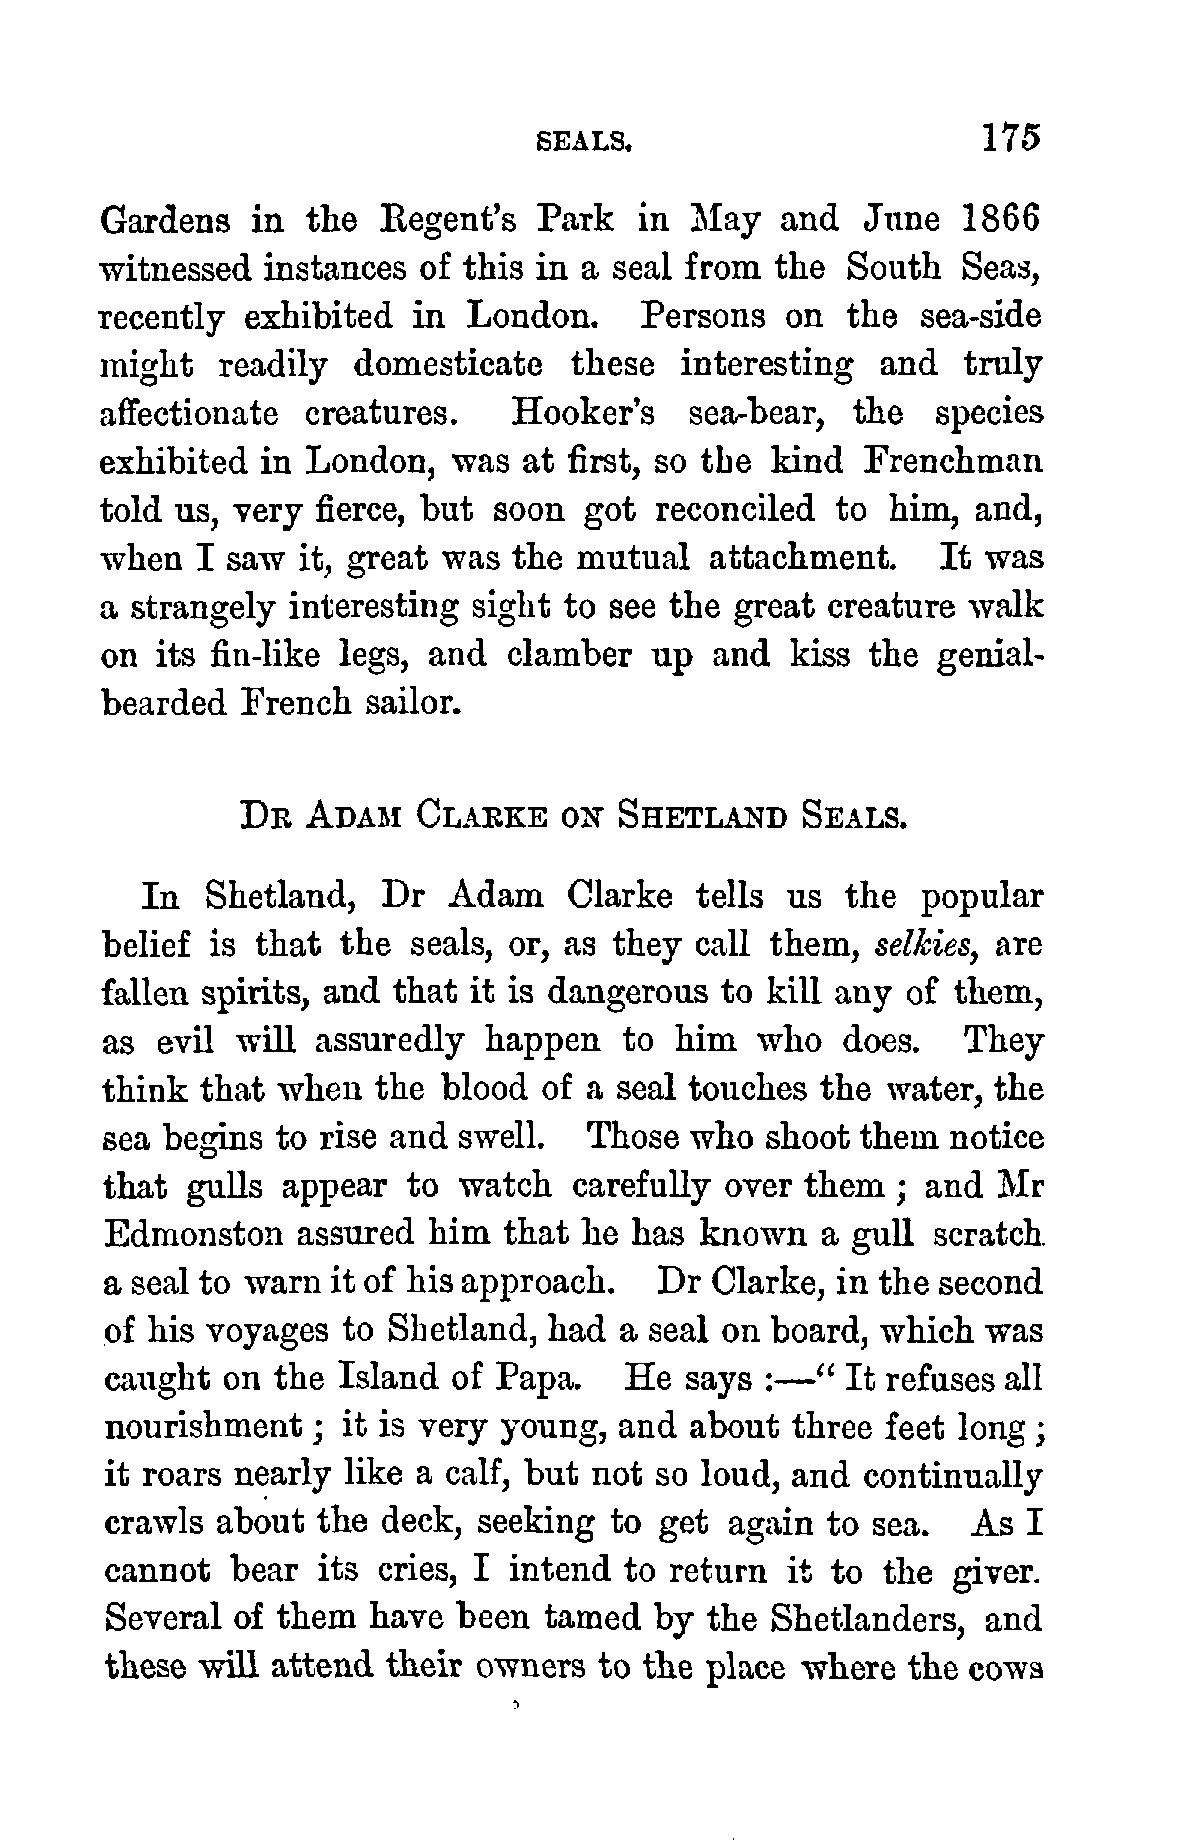 SEALS. 175
Gardens in the Regent's Park in May and June 1866
witnessed instances of this in a seal from the South Seas,
recently exhibited in London. Persons on the sea-side
might readily domesticate these interesting and truly
affectionate creatures. Hooker's sea-bear, the species
exhibited in London, was at first, so the kind Frenchman
told us, very fierce, but soon got reconciled to him, and,
when I saw it, great was the mutual attachment. It was
a strangely interesting sight to see the great creature walk
on its fin-like legs, and clamber up and kiss the genial-
bearded French sailor.
DR ADAM CLARKE ON SHETLAND SEALS.
In Shetland, Dr Adam Clarke tells us the popular
belief is that the seals, or, as they call them, selkies, are
fallen spirits, and that it is dangerous to kill any of them,
as evil will assuredly happen to him who does. They
think that when the blood of a seal touches the water, the
sea begins to rise and swell. Those who shoot them notice
that gulls appear to watch carefully over them ; and Mr
Edmonston assured him that he has known a gull scratch
a seal to warn it of his approach. Dr Clarke, in the second
of his voyages to Shetland, had a seal on board, which was
caught on the Island of Papa. He says :—“ It refuses all
nourishment ; it is very young, and about three feet long ;
it roars nearly like a calf, but not so loud, and continually
crawls about the deck, seeking to get again to sea. As I
cannot bear its cries, I intend to return it to the giver.
Several of them have been tamed by the Shetlanders, and
these will attend their owners to the place where the cows